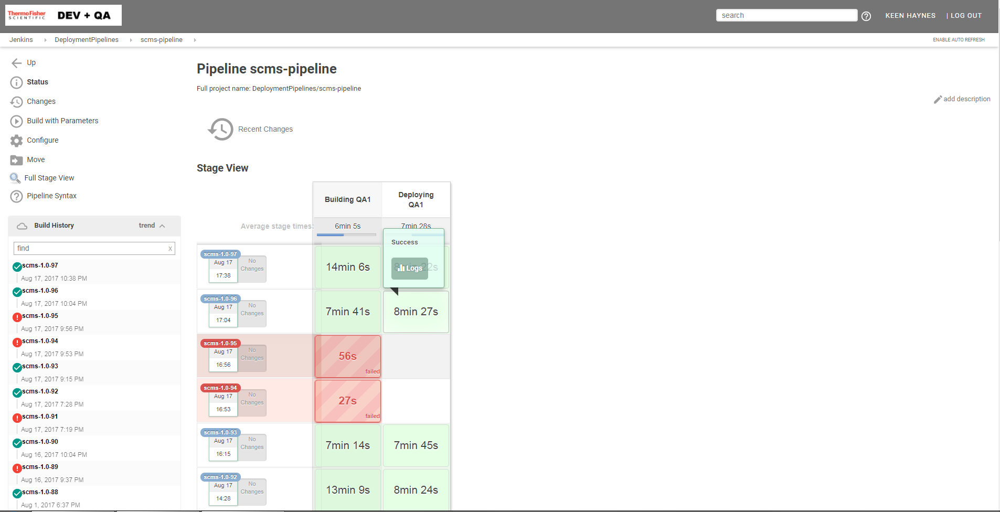 ThermoFisher
SCIENTIFIC
DEV + QA
search
KEEN HAYNES
| LOG OUT
Jenkins
DeploymentPipelines
scms-pipeline
ENABLE AUTO REFRESH
Up
Status
Changes
Build with Parameters
Configure
Move
Full Stage View
Pipeline Syntax
Build History
trend
find
x
scms-1.0-97
Aug 17, 2017 10:38 PM
scms-1.0-96
Aug 17, 2017 10:04 PM
scms-1.0-95
Aug 17, 2017 9:56 PM
scms-1.0-94
Aug 17, 2017 9:53 PM
scms-1.0-93
Aug 17, 2017 9:15 PM
scms-1.0-92
Aug 17, 2017 7:28 PM
scms-1.0-91
Aug 17, 2017 7:19 PM
scms-1.0-90
Aug 16, 2017 10:04 PM
scms-1.0-89
Aug 16, 2017 9:37 PM
scms-1.0-88
Aug 1, 2017 6:37 PM
Pipeline scms-pipeline
Full project name: DeploymentPipelines/scms-pipeline
add description
Recent Changes
Stage View
Building QA1
Deploying
QA1
Average stage times:
6min 5s
7min 28s
scms-1.0-97
Aug 17
17:38
No
Changes
14min 6s
Success
Logs
scms-1.0-96
Aug 17
17:04
No
Changes
7min 41s
8min 27s
scms-1.0-95
Aug 17
16:56
No
Changes
56s
failed
scms-1.0-94
Aug 17
16:53
No
Changes
27s
failed
scms-1.0-93
Aug 17
16:15
No
Changes
7min 14s
7min 45s
scms-1.0-92
Aug 17
14:28
No
Changes
13min 9s
8min 24s